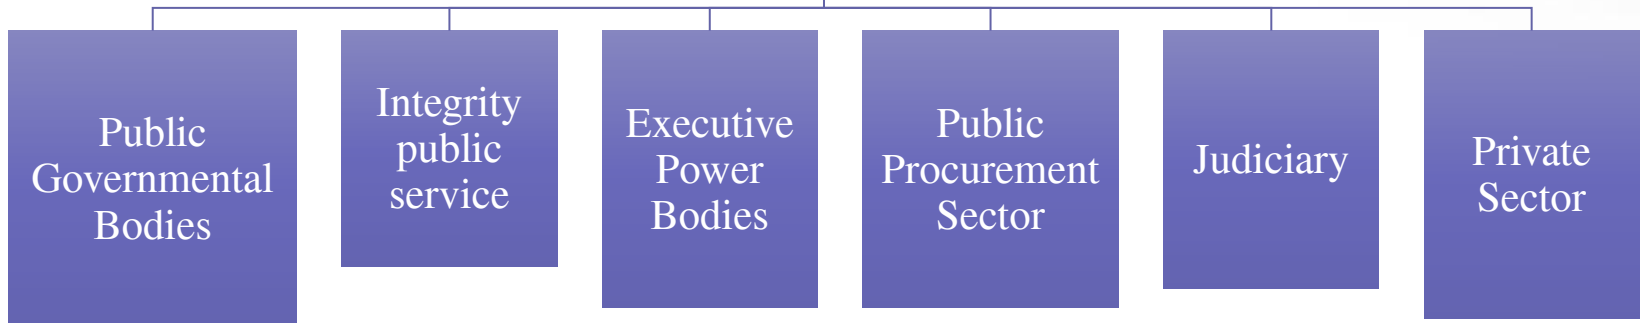 Public
Governmental
Bodies
Integrity
public
service
Executive
Power
Bodies
Public
Procurement
Sector
Judiciary
Private
Sector